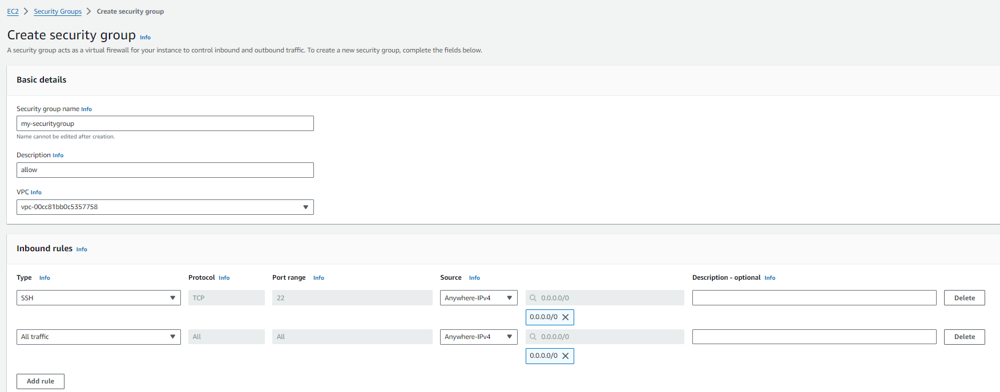 EC2 > Security Groups > Create security group
Create security group Info
A security group acts as a virtual firewall for your instance to control inbound and outbound traffic. To create a new security group, complete the fields below.
Basic details
Security group name Info
my-securitygroup
Name cannot be edited after creation.
Description Info
allow
VPC Info
vpc-00cc81bb0c5357758
Inbound rules Info
Type Info Protocol Info Port range Info Source Info Description - optional Info
SSH TCP 22 Anywhere-IPv4 0.0.0.0/0 Delete
0.0.0.0/0
All traffic All All Anywhere-IPv4 0.0.0.0/0 Delete
0.0.0.0/0
Add rule